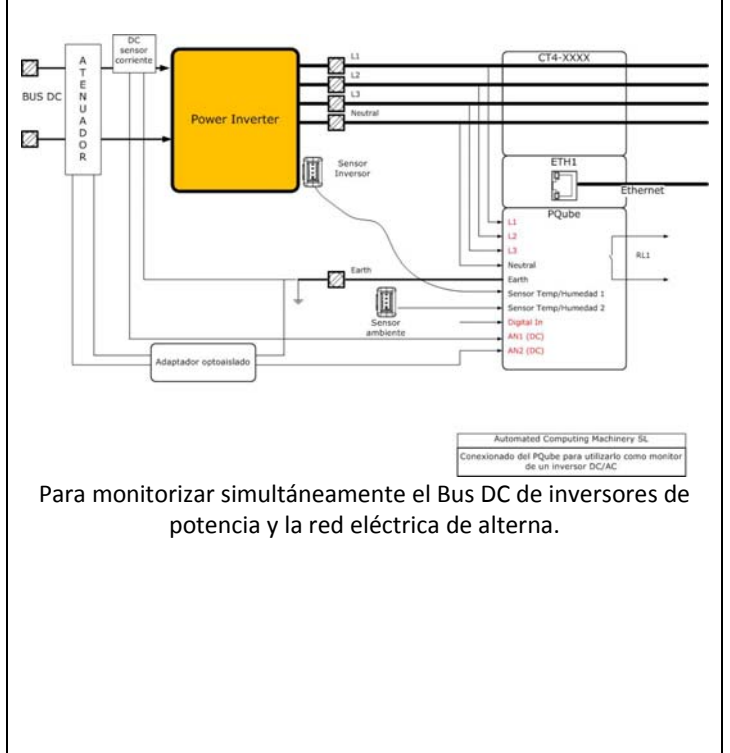 DC
sensor
corriente
ATENUADOR
BUS DC
Power Inverter
L1
L2
L3
Neutral
CT4-XXXX
ETH1
Ethernet
PQube
Sensor
Inversor
L1
L2
L3
Neutral
Earth
Sensor Temp/Humedad 1
Sensor Temp/Humedad 2
Digital In
AN1 (DC)
AN2 (DC)
RL1
Earth
Sensor
ambiente
Adaptador optoaislado
Automated Computing Machinery SL
Conexionado del PQube para utilizarlo como monitor
de un inversor DC/AC
Para monitorizar simultáneamente el Bus DC de inversores de
potencia y la red eléctrica de alterna.